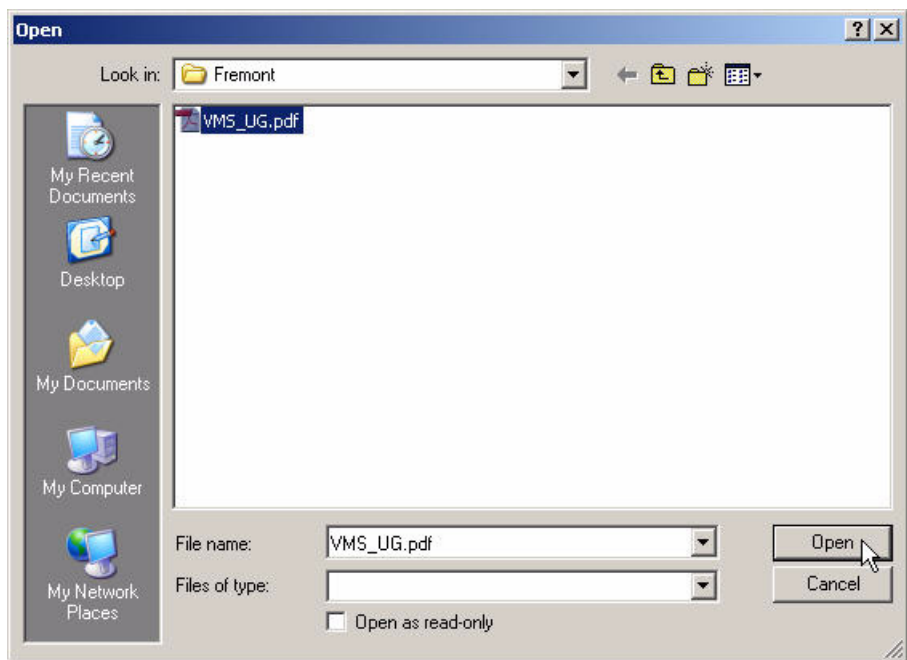 Open
Look in: Fremont
VMS_UG.pdf
My Recent
Documents
Desktop
My Documents
My Computer
My Network
Places
File name: VMS_UG.pdf Open
Files of type: Cancel
Open as read-only